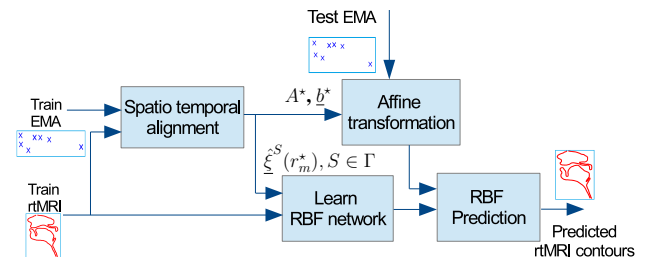 Test EMA
Train
EMA
Spatio temporal
alignment
A*, b*
Affine
transformation
ξ̂^S(r_m^*), S ∈ Γ
Train
rtMRI
Learn
RBF network
RBF
Prediction
Predicted
rtMRI contours